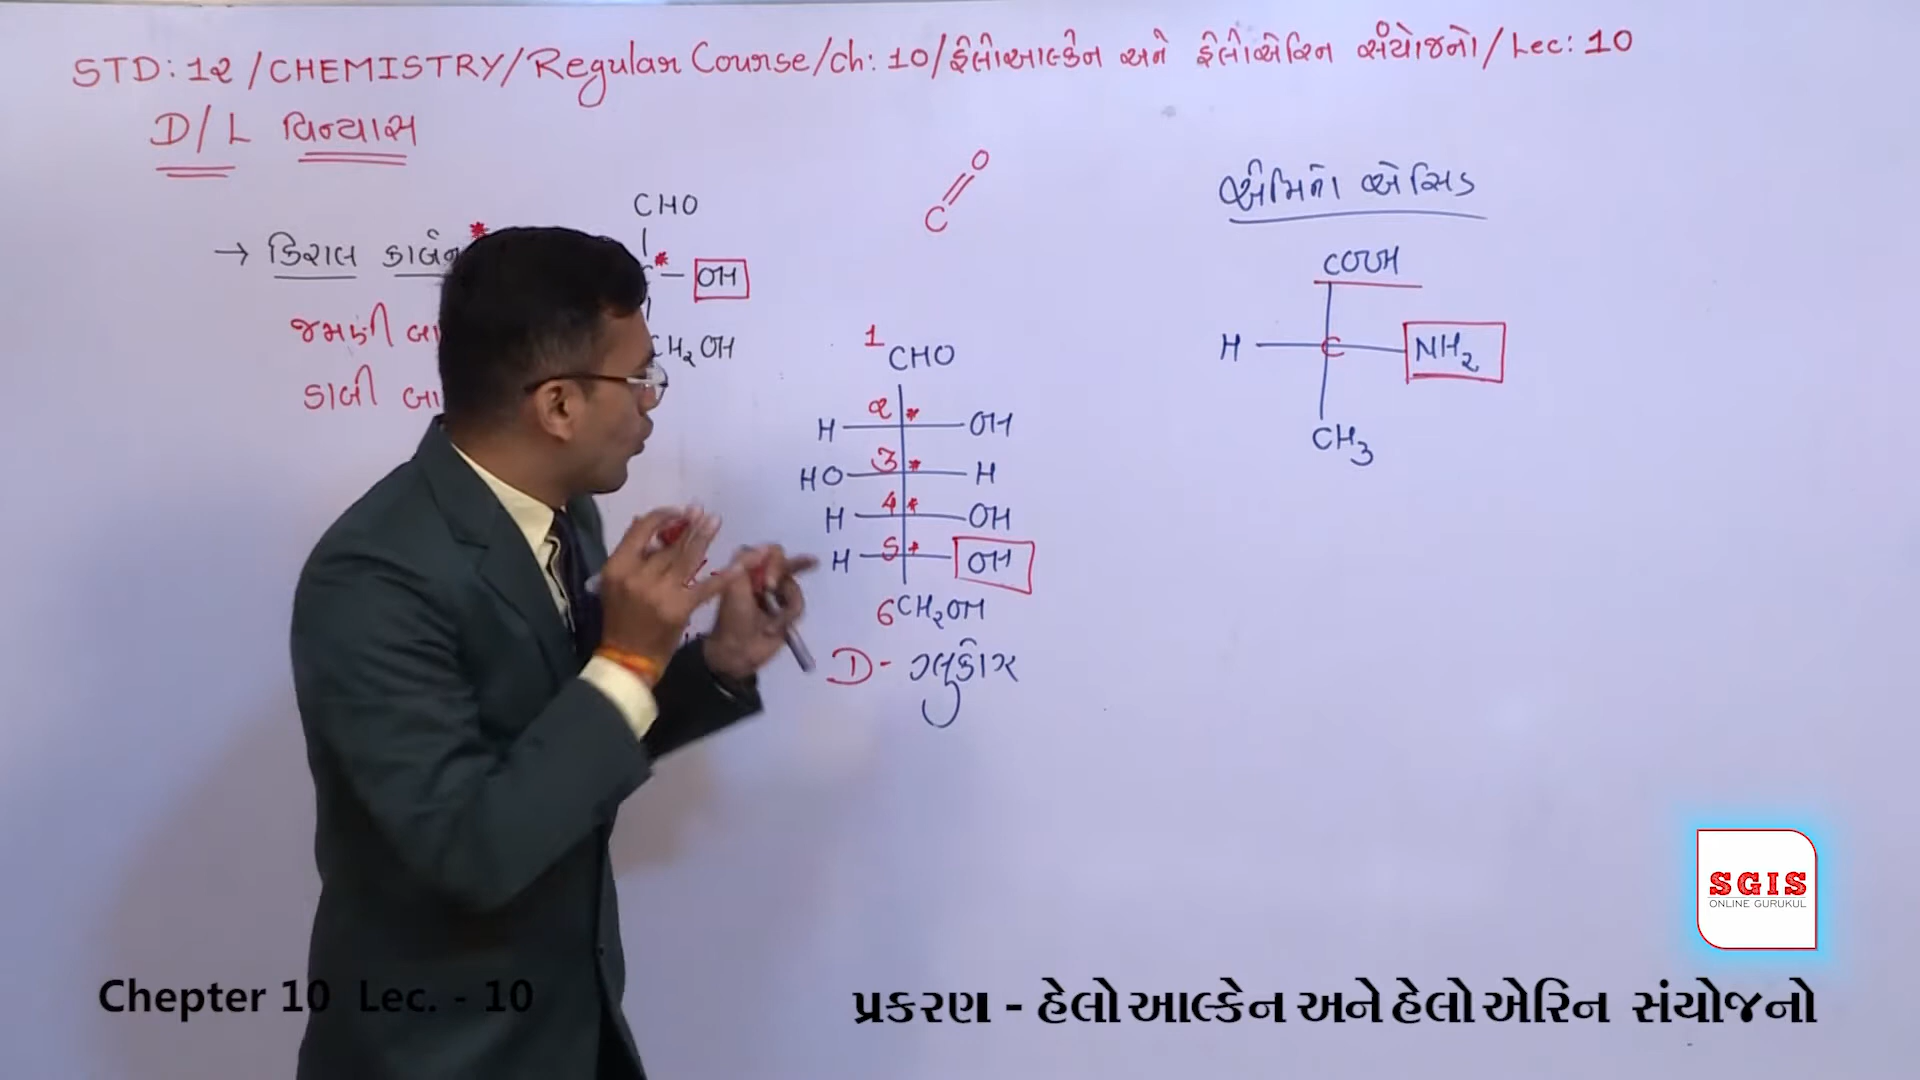 STD: 12 / CHEMISTRY / Regular Course / ch: 10 / હેલોઆલ્કેન અને હેલોએરિન સંયોજનો / Lec: 10
D / L વિન્યાસ
→ કિરાલ કાર્બન *
જમણી બા
ડાબી બા
CHO
*
OH
CH2OH
C=O
1 CHO
H 2 * OH
HO 3 * H
H 4 * OH
H 5 * OH
6 CH2OH
D- ગ્લુકોઝ
એમિનો એસિડ
COOH
H C NH2
CH3
SGIS
ONLINE GURUKUL
Chepter 10 Lec. - 10
પ્રકરણ - હેલોઆલ્કેન અને હેલોએરિન સંયોજનો